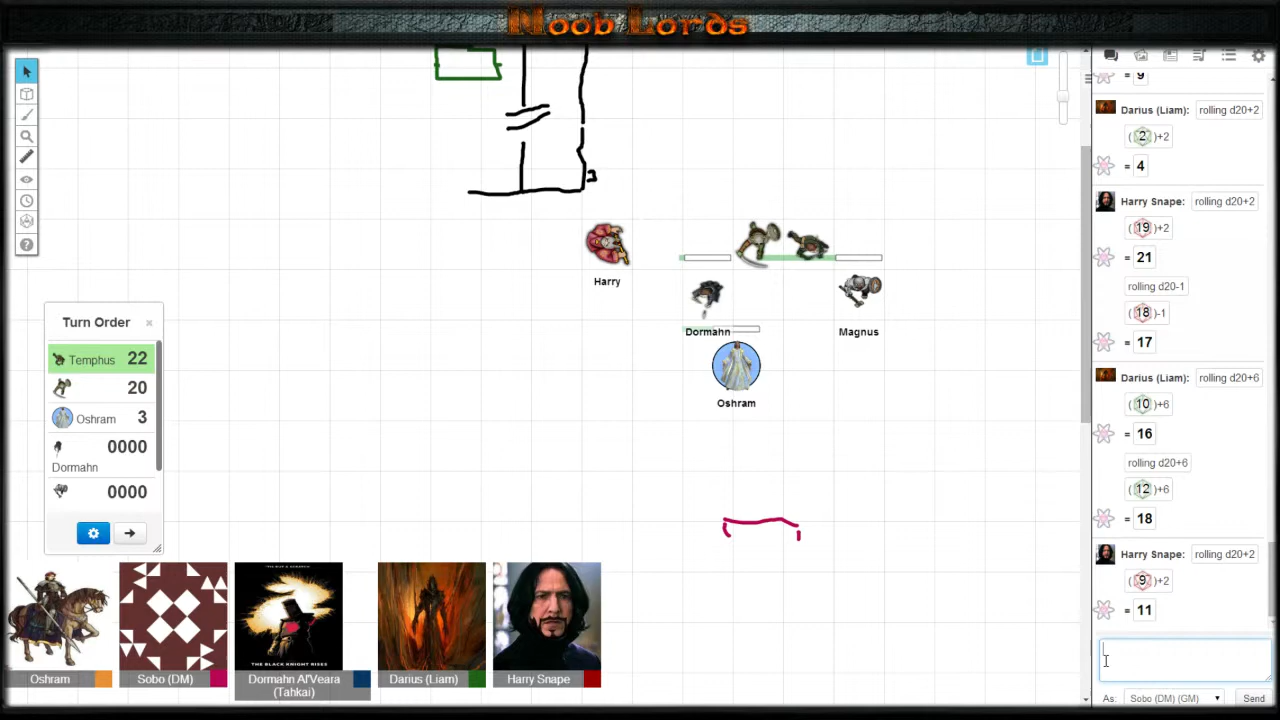 Noob Lords
= 9
Darius (Liam): rolling d20+2
(2)+2
= 4
Harry Snape: rolling d20+2
(19)+2
= 21
rolling d20-1
(18)-1
= 17
Darius (Liam): rolling d20+6
(10)+6
= 16
rolling d20+6
(12)+6
= 18
Harry Snape: rolling d20+2
(9)+2
= 11
As: Sobo (DM) (GM) Send
Harry
Dormahn
Magnus
Oshram
Turn Order ×
Temphus 22
20
Oshram 3
0000
Dormahn
0000
THE BLACK KNIGHT RISES
Oshram
Sobo (DM)
Dormahn Al'Veara
(Tahkai)
Darius (Liam)
Harry Snape